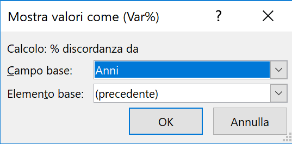 Mostra valori come (Var%)
Calcolo: % discordanza da
Campo base: Anni
Elemento base: (precedente)
OK Annulla